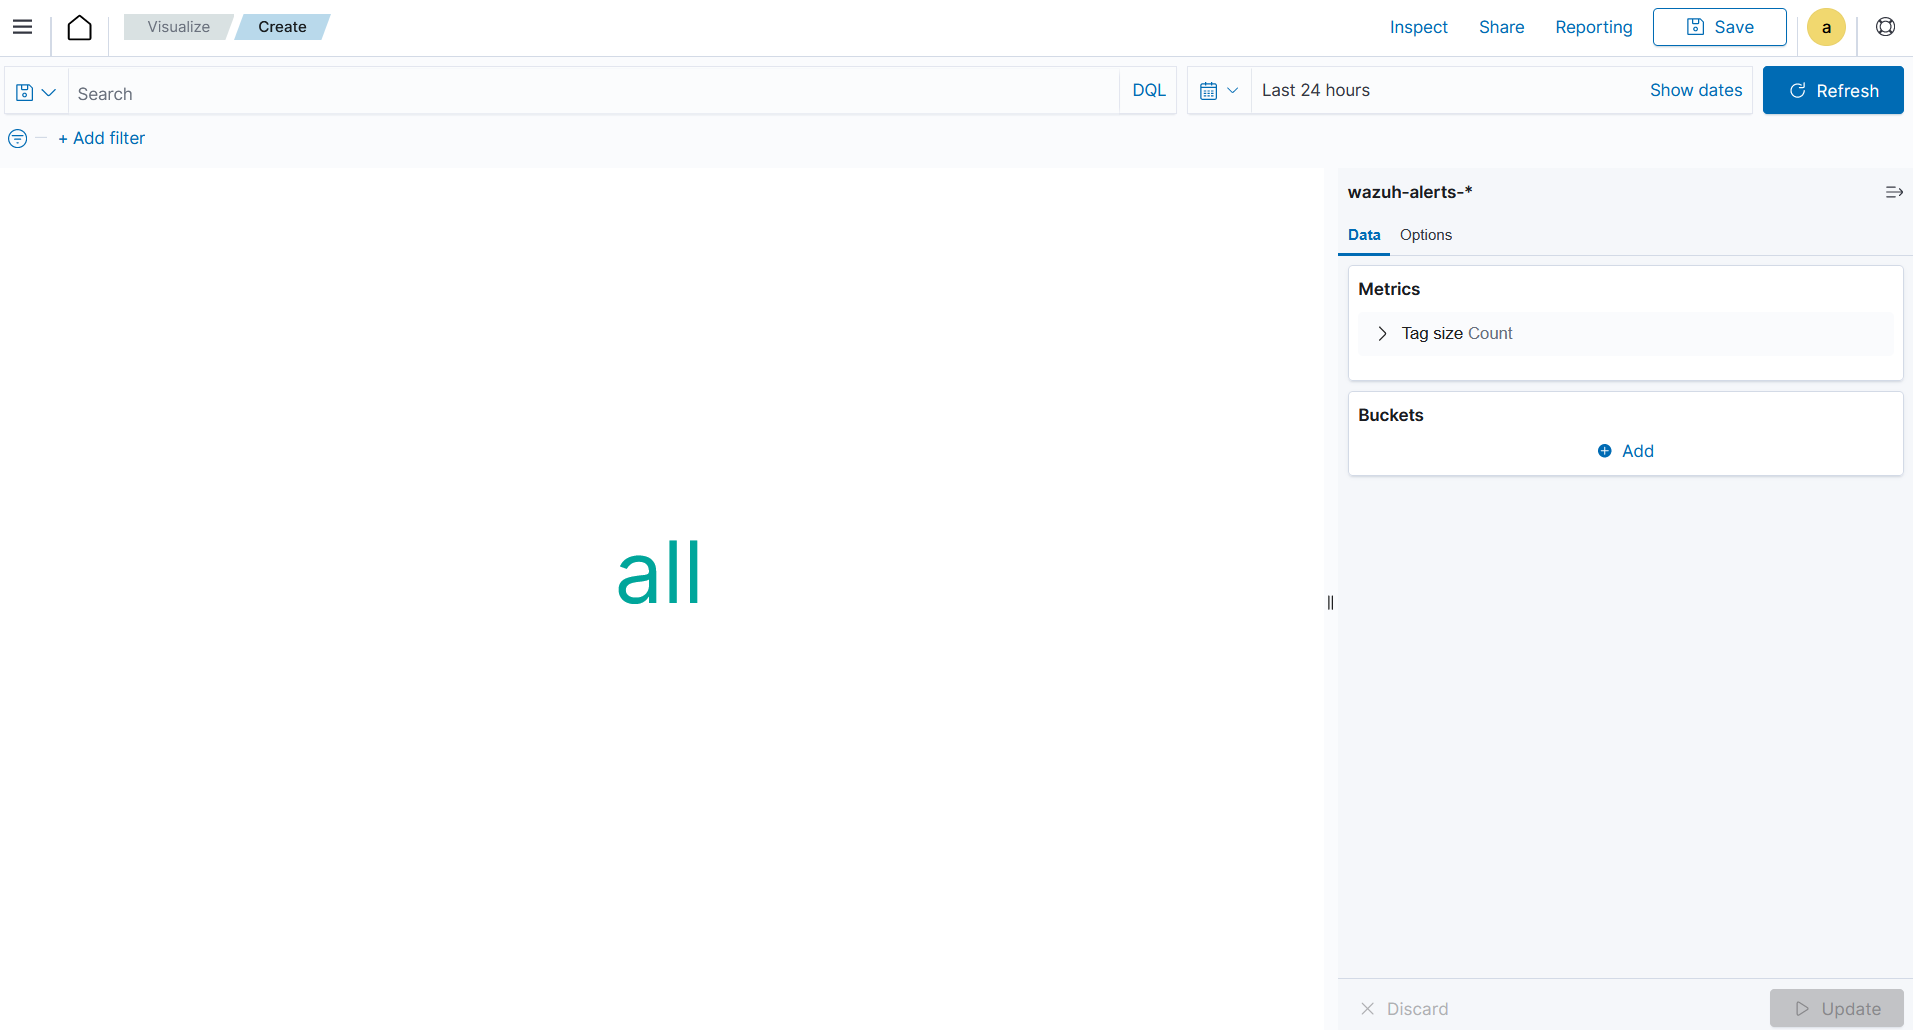 Visualize Create Inspect Share Reporting Save a
Search DQL Last 24 hours Show dates Refresh
+ Add filter
wazuh-alerts-*
Data Options
Metrics
Tag size Count
Buckets
Add
all
Discard Update